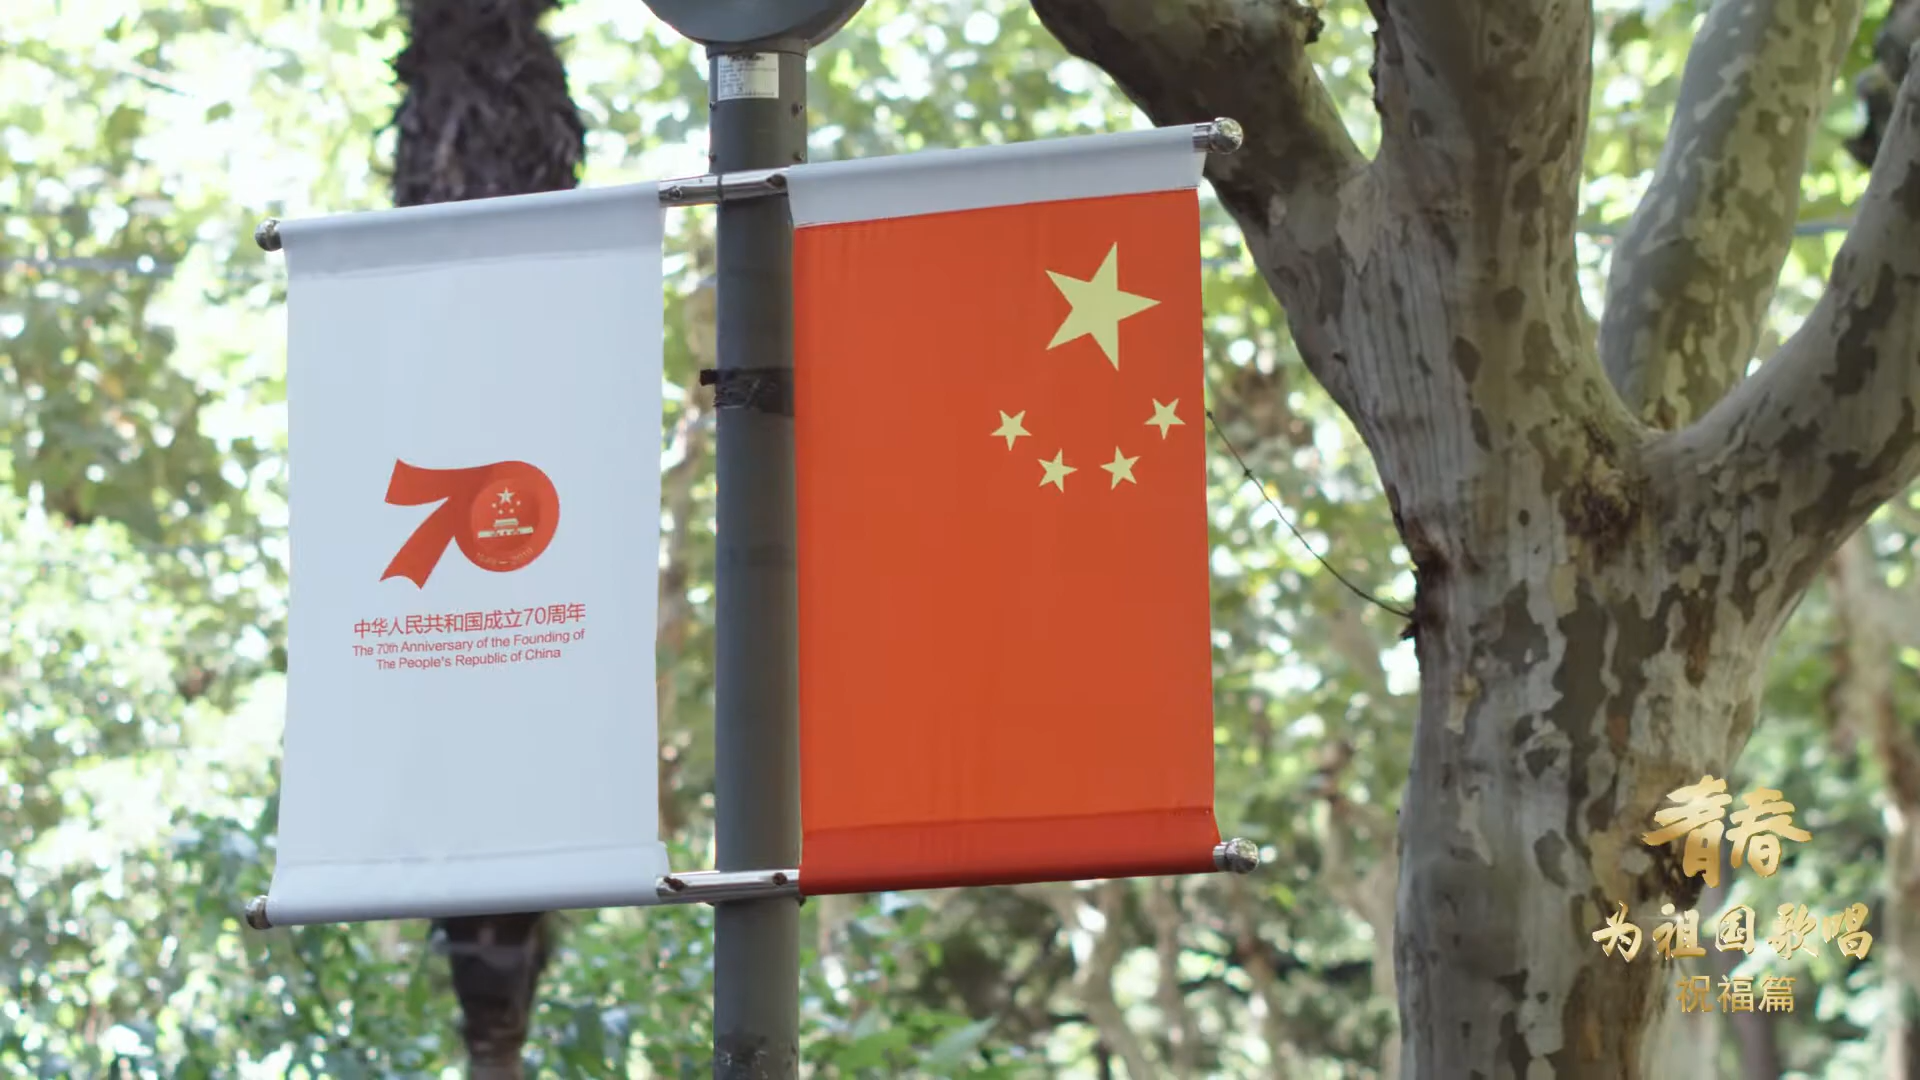 70
中华人民共和国成立70周年
The 70th Anniversary of the Founding of
The People's Republic of China
青春
为祖国歌唱
祝福篇